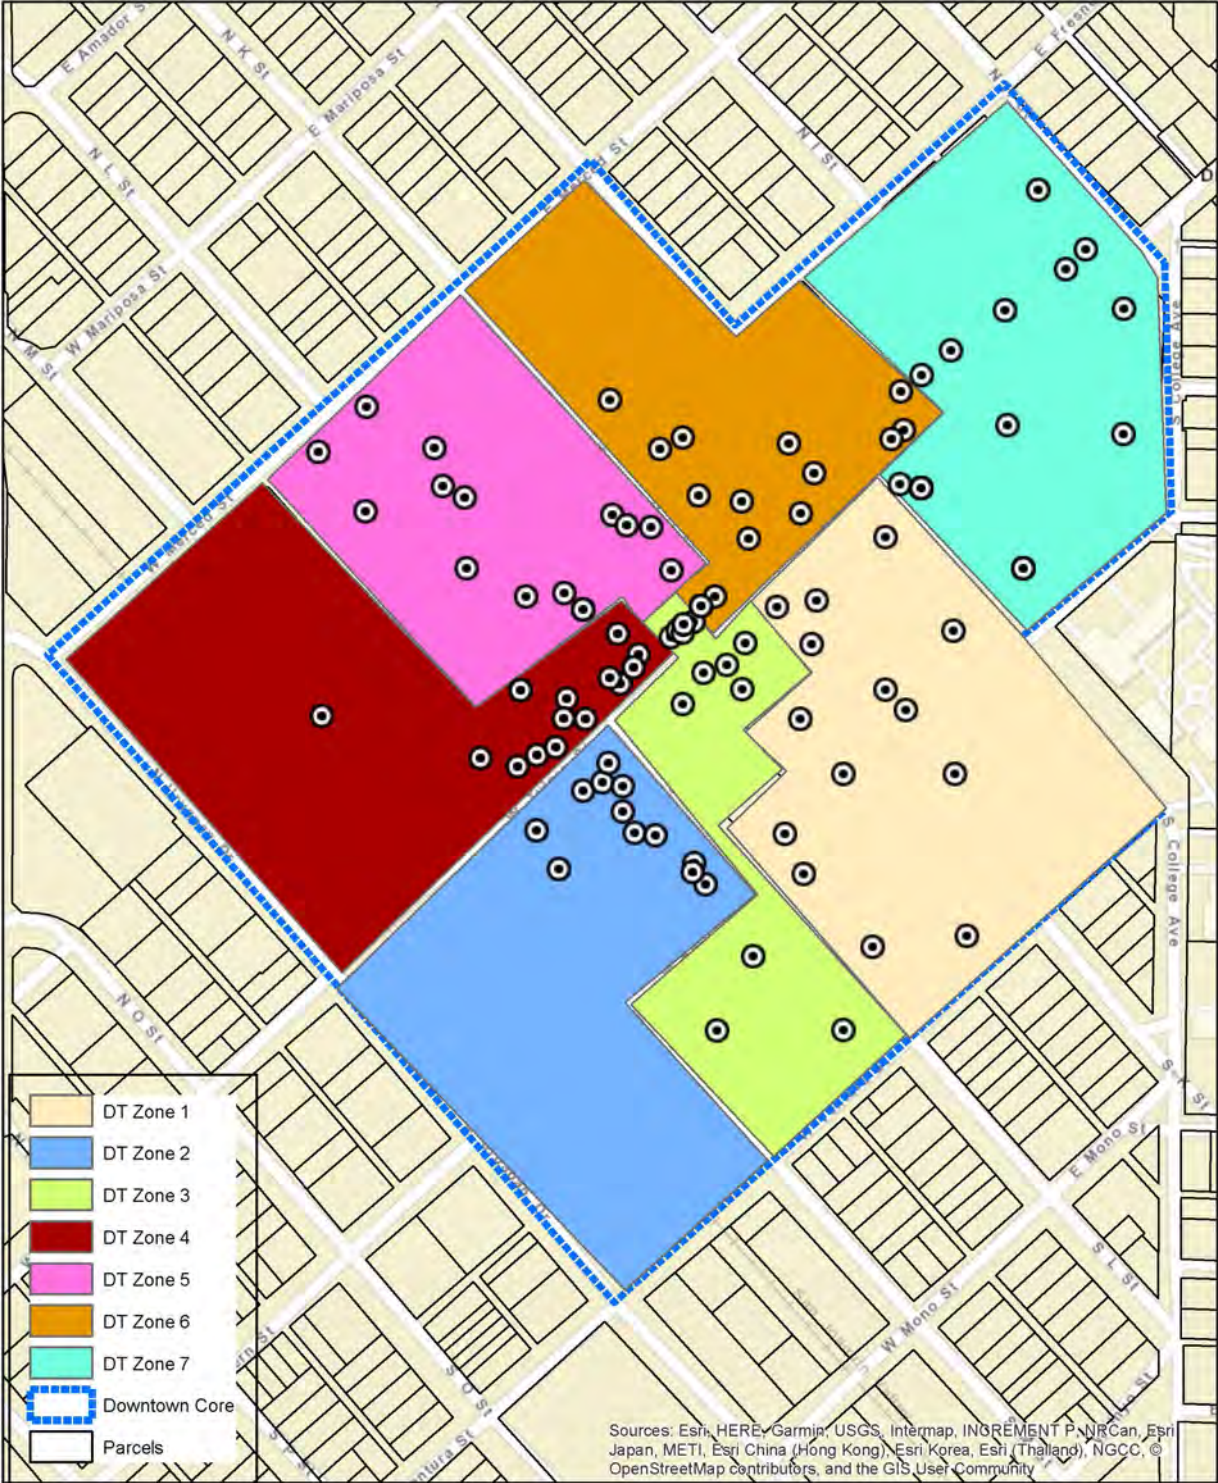 E Amador S
N K St
E Mariposa St
E Fresno
N I St
N L St
D
W Mariposa St
N M St
S College Ave
W Merced St
S College Ave
N O St
S K St
E Mono St
S L St
W Mono St
S O St
S P St
ntura St
DT Zone 1
DT Zone 2
DT Zone 3
DT Zone 4
DT Zone 5
DT Zone 6
DT Zone 7
Downtown Core
Parcels
Sources: Esri, HERE, Garmin, USGS, Intermap, INCREMENT P, NRCan, Esri
Japan, METI, Esri China (Hong Kong), Esri Korea, Esri (Thailand), NGCC, ©
OpenStreetMap contributors, and the GIS User Community